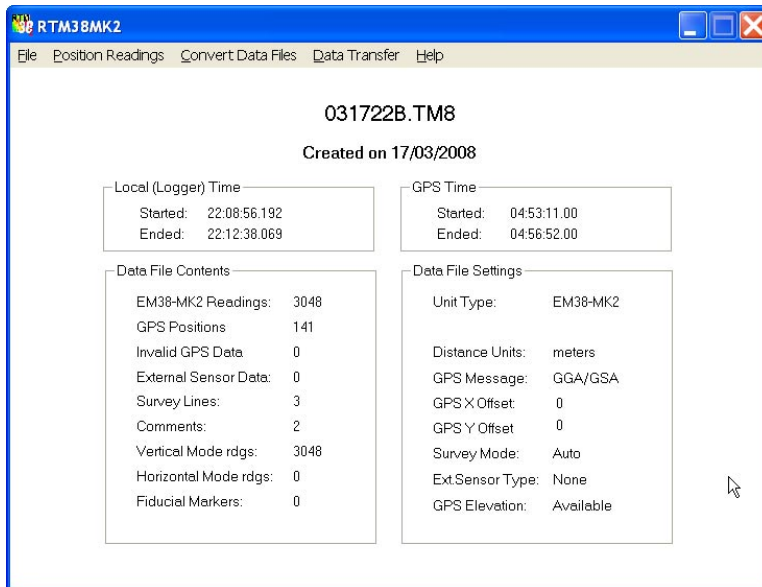 RTM38MK2
File Position Readings Convert Data Files Data Transfer Help
031722B.TM8
Created on 17/03/2008
Local (Logger) Time
Started: 22:08:56.192
Ended: 22:12:38.069
GPS Time
Started: 04:53:11.00
Ended: 04:56:52.00
Data File Contents
EM38-MK2 Readings: 3048
GPS Positions 141
Invalid GPS Data 0
External Sensor Data: 0
Survey Lines: 3
Comments: 2
Vertical Mode rdgs: 3048
Horizontal Mode rdgs: 0
Fiducial Markers: 0
Data File Settings
Unit Type: EM38-MK2
Distance Units: meters
GPS Message: GGA/GSA
GPS X Offset: 0
GPS Y Offset 0
Survey Mode: Auto
Ext.Sensor Type: None
GPS Elevation: Available